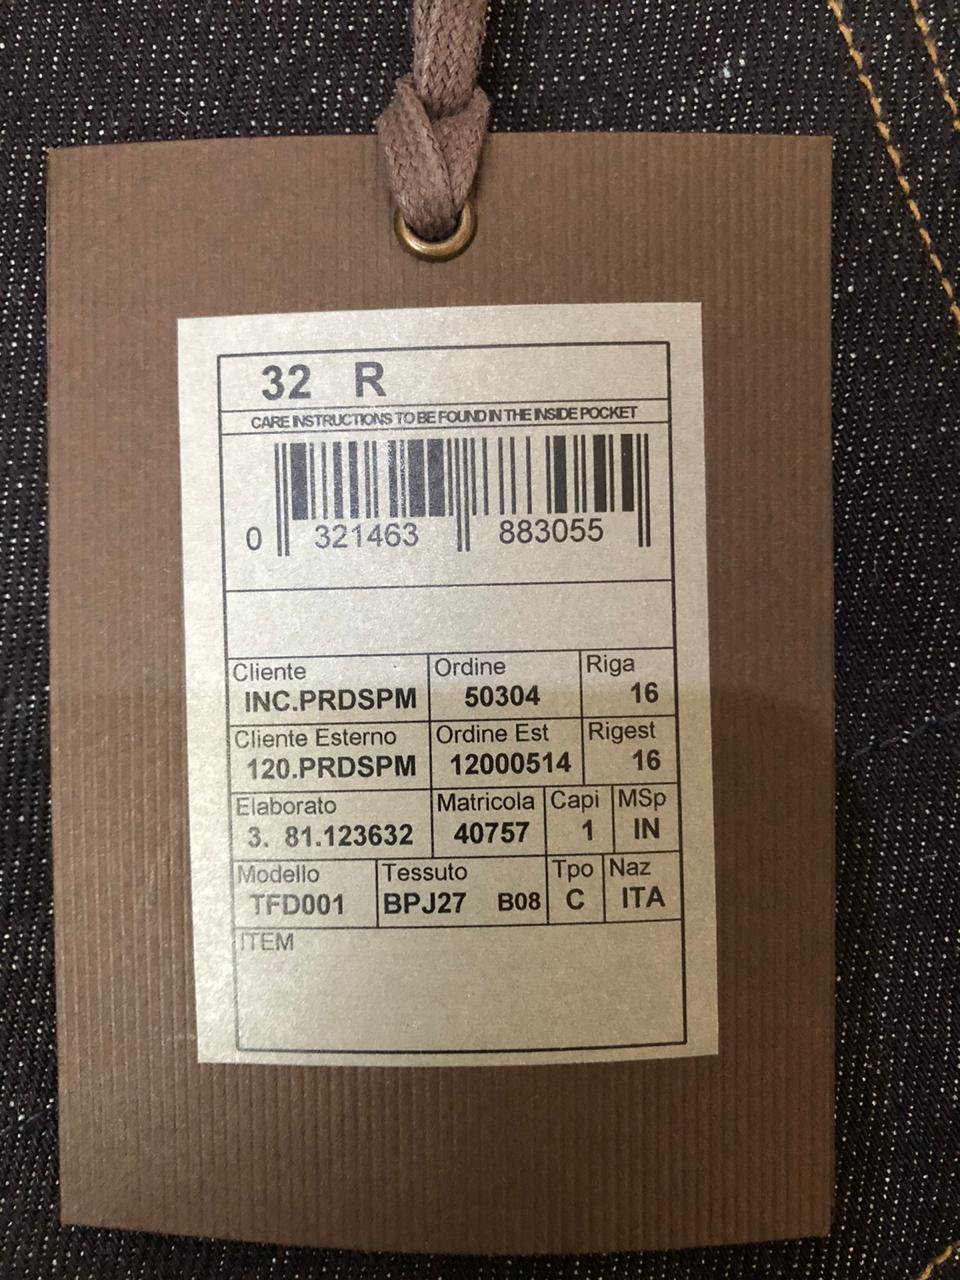 32 R
CARE INSTRUCTIONS TO BE FOUND IN THE INSIDE POCKET
0 321463 883055
Cliente Ordine Riga
INC.PRDSPM 50304 16
Cliente Esterno Ordine Est Rigest
120.PRDSPM 12000514 16
Elaborato Matricola Capi MSp
3. 81.123632 40757 1 IN
Modello Tessuto Tpo Naz
TFD001 BPJ27 B08 C ITA
ITEM